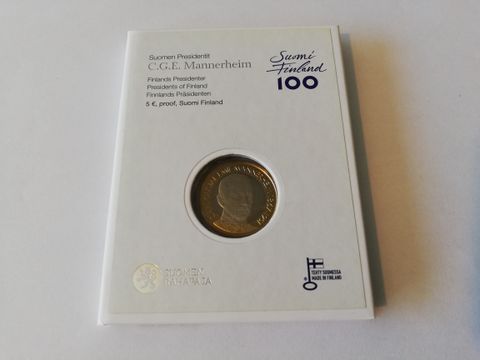 Suomen Presidentit
C.G.E. Mannerheim
Finlands Presidenter
Presidents of Finland
Finnlands Präsidenten
5 €, proof, Suomi Finland
Suomi
Finland
100
SUOMEN
RAHAPAJA
TEHTY SUOMESSA
MADE IN FINLAND